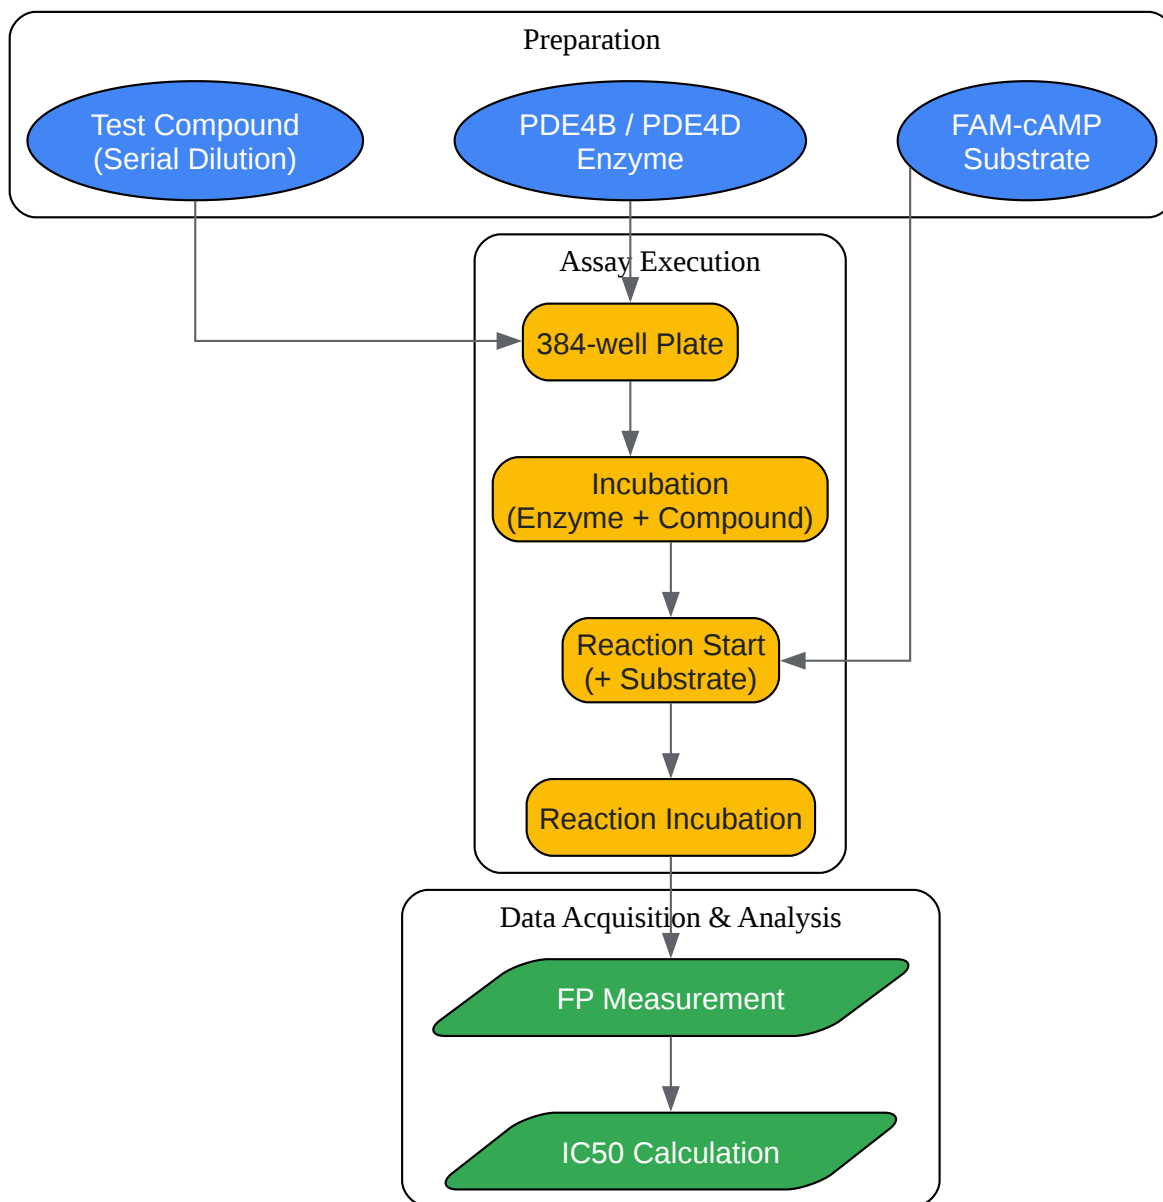 Preparation
Test Compound
(Serial Dilution)
PDE4B / PDE4D
Enzyme
FAM-cAMP
Substrate
Assay Execution
384-well Plate
Incubation
(Enzyme + Compound)
Reaction Start
(+ Substrate)
Reaction Incubation
Data Acquisition & Analysis
FP Measurement
IC50 Calculation